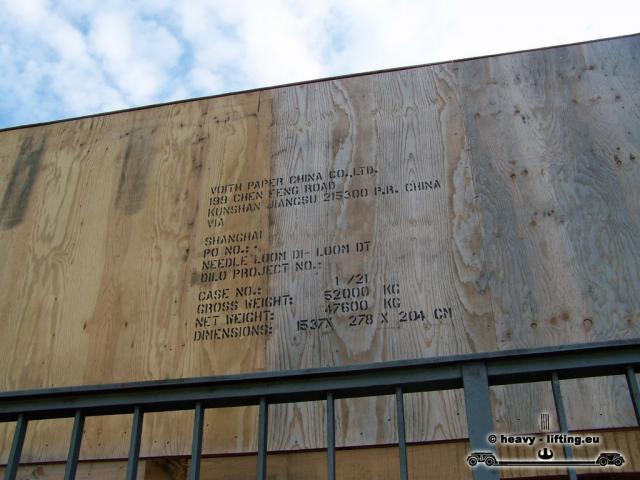 VOITH PAPER CHINA CO.,LTD.
199 CHEN FENG ROAD
KUNSHAN JIANGSU 215300 P.R. CHINA
VIA
SHANGHAI
PO NO.: -
NEEDLE LOOM DI- LOOM DT
DILO PROJECT NO.:
CASE NO.: 1 /21
GROSS WEIGHT: 52000 KG
NET WEIGHT: 47600 KG
DIMENSIONS: 1537X 278 X 204 CM
© heavy - lifting.eu